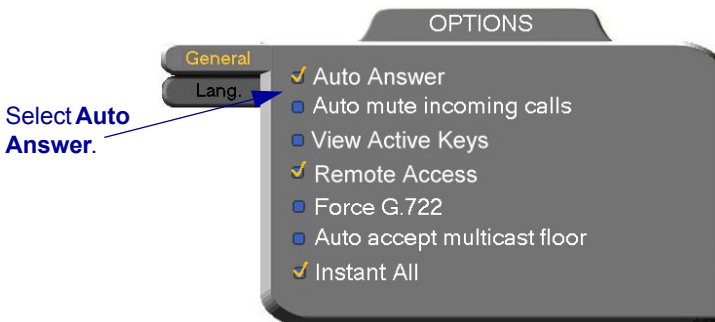 OPTIONS
General
Lang.
Select Auto
Answer.
Auto Answer
Auto mute incoming calls
View Active Keys
Remote Access
Force G.722
Auto accept multicast floor
Instant All